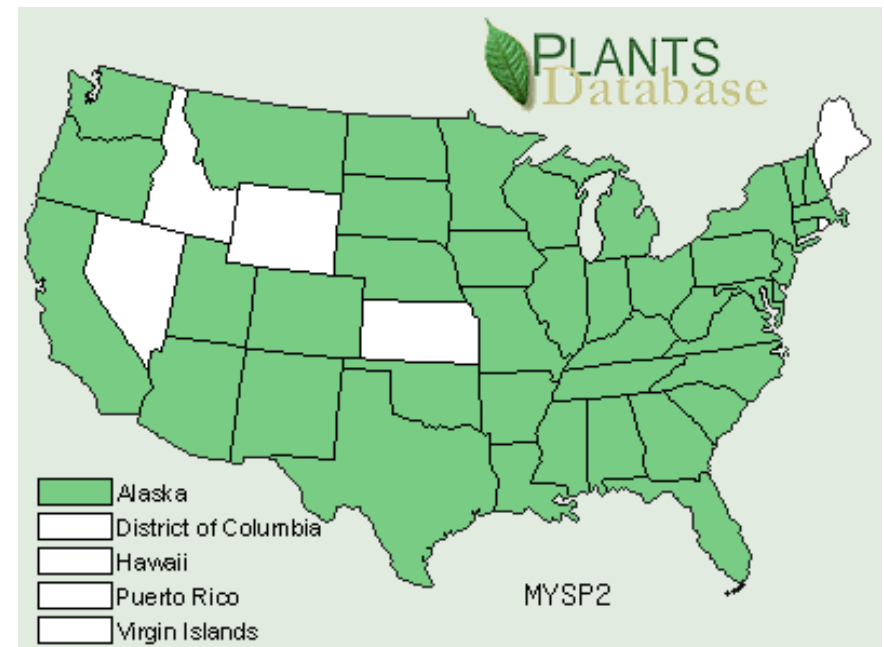 PLANTS
Database
Alaska
District of Columbia
Hawaii
Puerto Rico
Virgin Islands
MYSP2